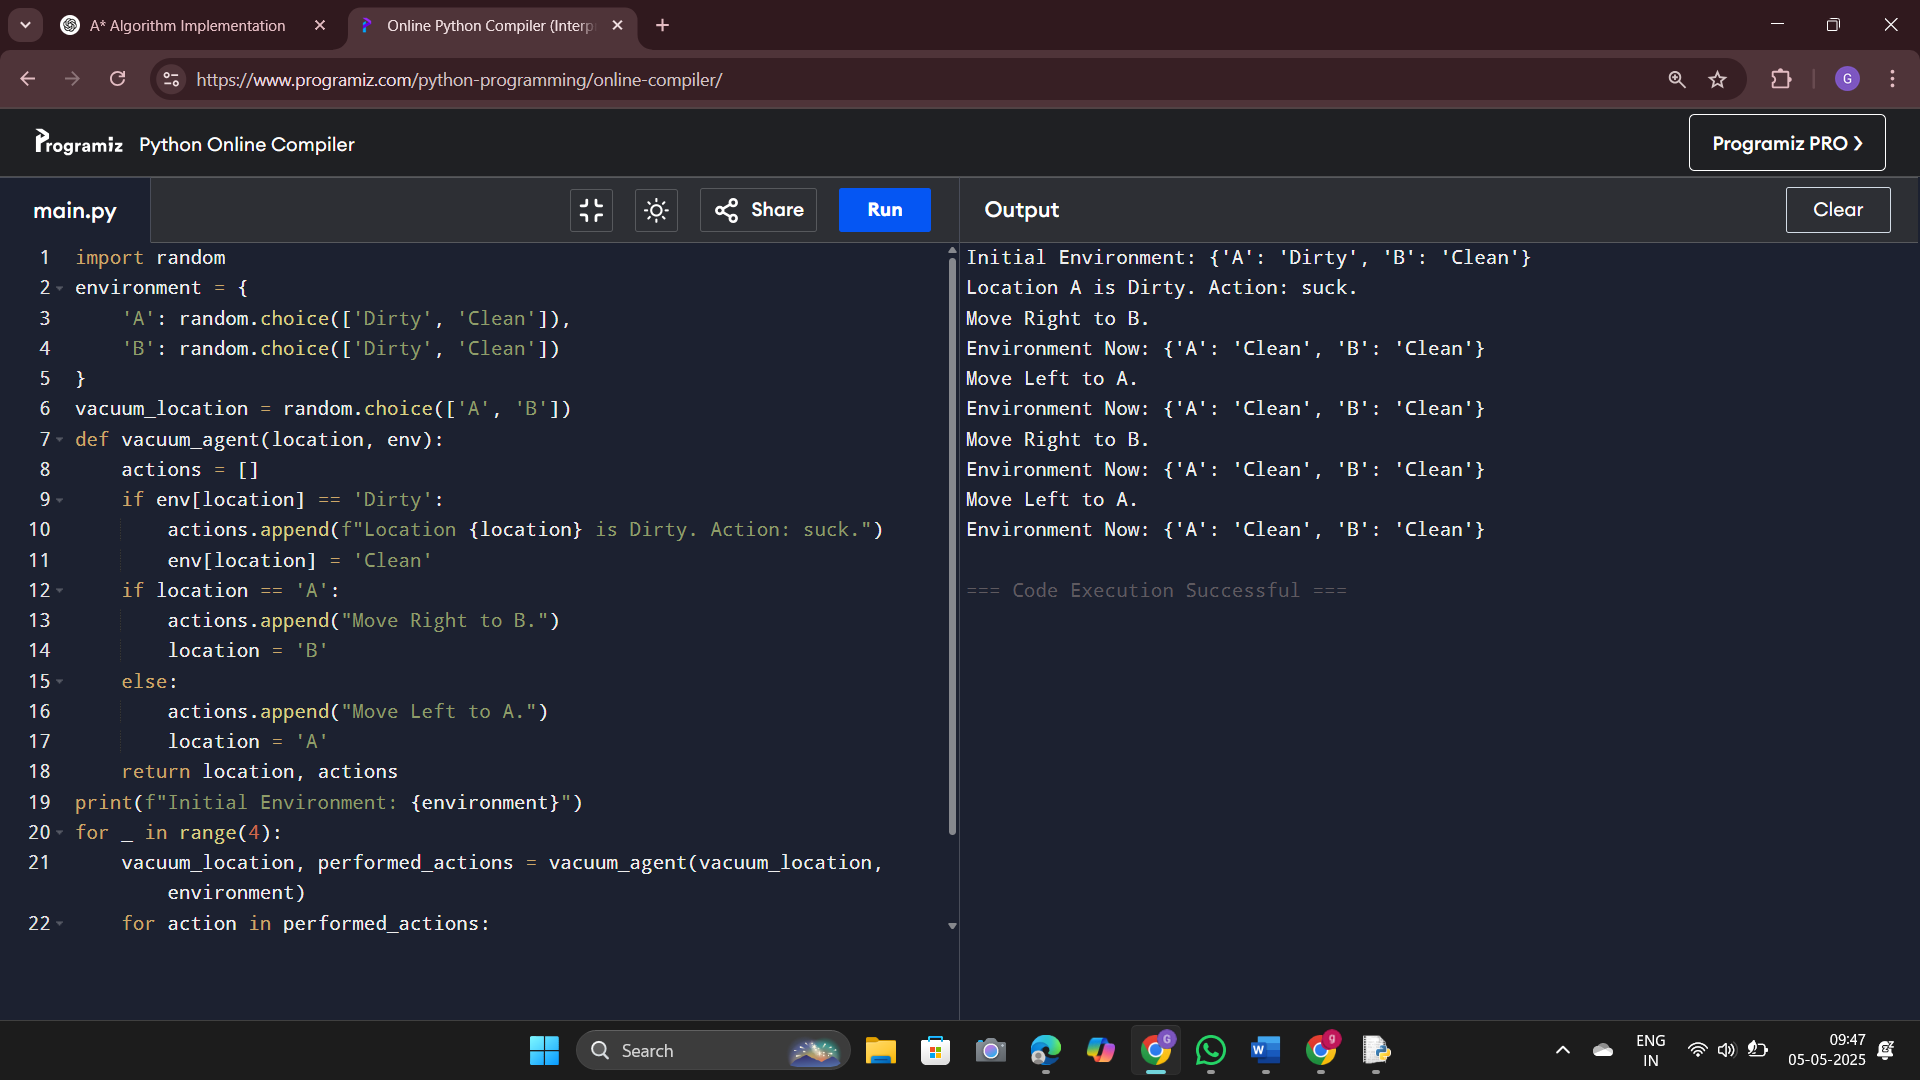 A* Algorithm Implementation
Online Python Compiler (Interp
https://www.programiz.com/python-programming/online-compiler/
G
Programiz Python Online Compiler
Programiz PRO ❯
main.py
Share
Run
Output
Clear
1 import random
2 environment = {
3     'A': random.choice(['Dirty', 'Clean']),
4     'B': random.choice(['Dirty', 'Clean'])
5 }
6 vacuum_location = random.choice(['A', 'B'])
7 def vacuum_agent(location, env):
8     actions = []
9     if env[location] == 'Dirty':
10         actions.append(f"Location {location} is Dirty. Action: suck.")
11         env[location] = 'Clean'
12     if location == 'A':
13         actions.append("Move Right to B.")
14         location = 'B'
15     else:
16         actions.append("Move Left to A.")
17         location = 'A'
18     return location, actions
19 print(f"Initial Environment: {environment}")
20 for _ in range(4):
21     vacuum_location, performed_actions = vacuum_agent(vacuum_location,
environment)
22     for action in performed_actions:
Initial Environment: {'A': 'Dirty', 'B': 'Clean'}
Location A is Dirty. Action: suck.
Move Right to B.
Environment Now: {'A': 'Clean', 'B': 'Clean'}
Move Left to A.
Environment Now: {'A': 'Clean', 'B': 'Clean'}
Move Right to B.
Environment Now: {'A': 'Clean', 'B': 'Clean'}
Move Left to A.
Environment Now: {'A': 'Clean', 'B': 'Clean'}
=== Code Execution Successful ===
Search
G
W
g
ENG
IN
09:47
05-05-2025